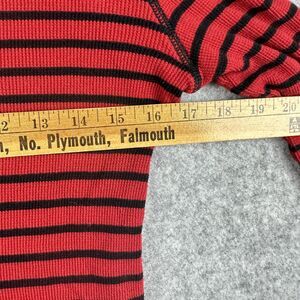 2 13 14 15 16 17 18 19 20
, No. Plymouth, Falmouth